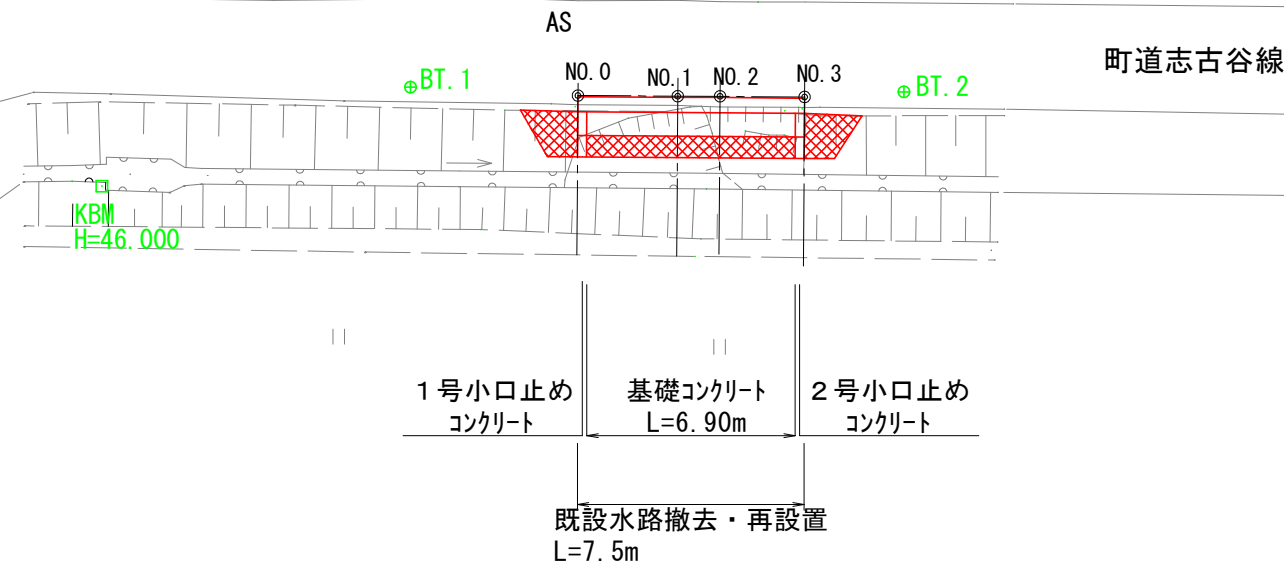 AS
町道志古谷線
NO.0
NO.1
NO.2
NO.3
BT.1
BT.2
KBM
H=46.000
1号小口止め
コンクリート
基礎コンクリート
L=6.90m
2号小口止め
コンクリート
既設水路撤去・再設置
L=7.5m